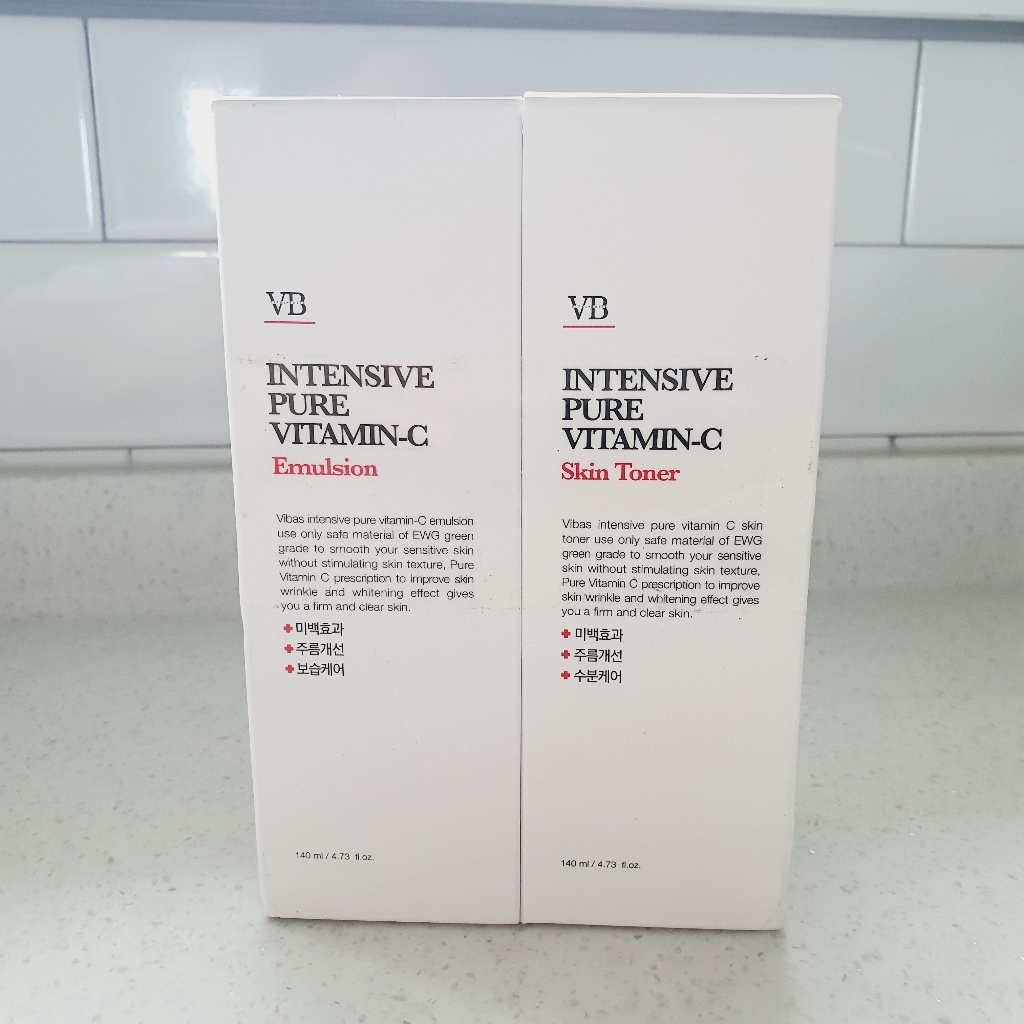 VB
INTENSIVE
PURE
VITAMIN-C
Emulsion
Vibas intensive pure vitamin-C emulsion
use only safe material of EWG green
grade to smooth your sensitive skin
without stimulating skin texture, Pure
Vitamin C prescription to improve skin
wrinkle and whitening effect gives
you a firm and clear skin.
미백효과
주름개선
보습케어
140 ml / 4.73 fl.oz.
VB
INTENSIVE
PURE
VITAMIN-C
Skin Toner
Vibas intensive pure vitamin C skin
toner use only safe material of EWG
green grade to smooth your sensitive
skin without stimulating skin texture,
Pure Vitamin C prescription to improve
skin wrinkle and whitening effect gives
you a firm and clear skin.
미백효과
주름개선
수분케어
140 ml / 4.73 fl.oz.